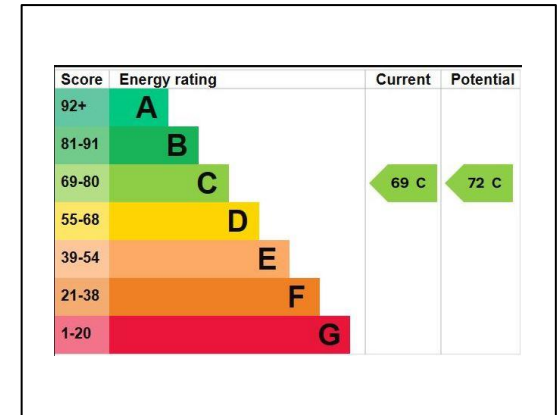 Score Energy rating Current Potential
92+ A
81-91 B
69-80 C 69 C 72 C
55-68 D
39-54 E
21-38 F
1-20 G